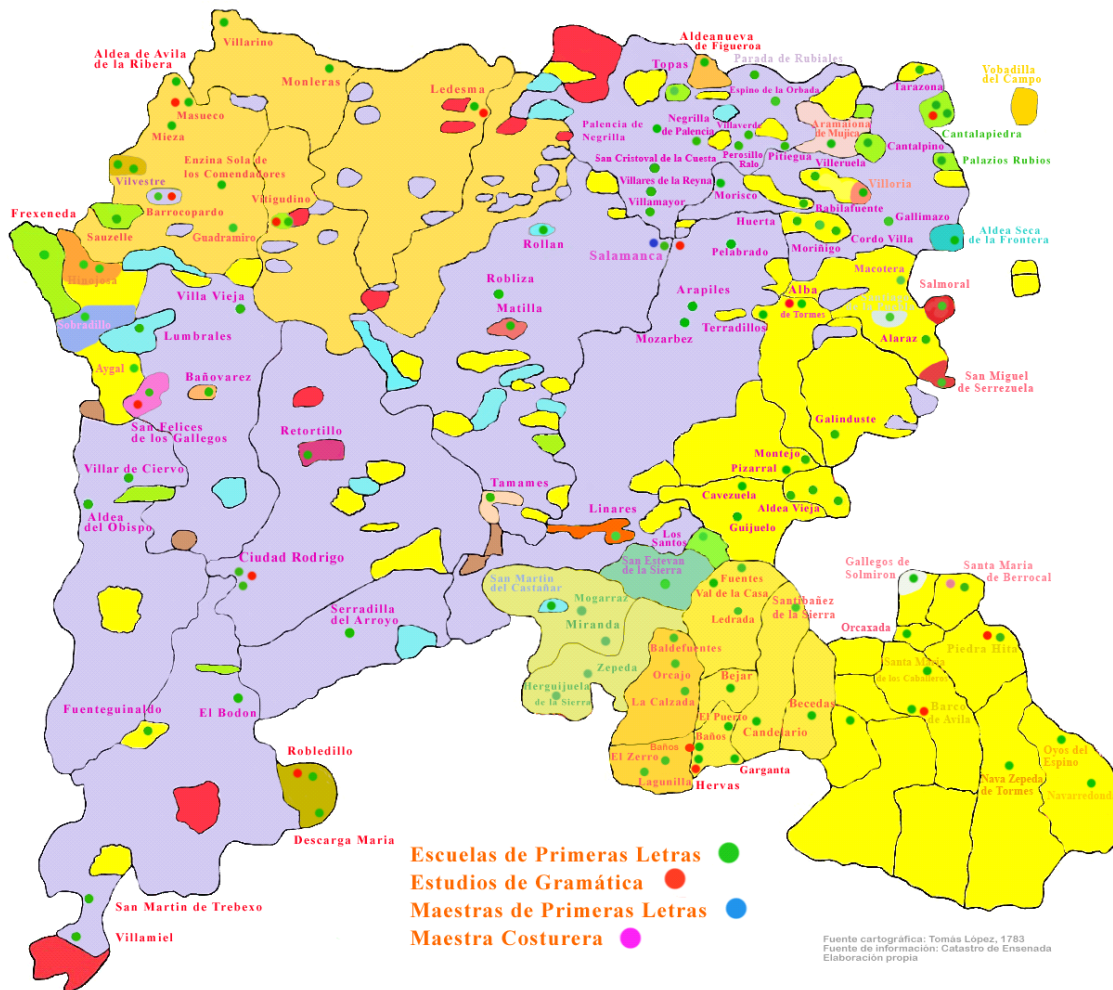 Villarino
Aldea de Avila
de la Ribera
Monleras
Masueco
Mieza
Ledesma
Aldeanueva
de Figueroa
Topas
Parada de Rubiales
Tarazona
Vobadilla
del Campo
Espino de la Orbada
Palencia de
Negrilla
Negrilla
de Palencia
Villaverde
Aramaiona
de Mujica
Cantalapiedra
Perosillo
Ralo
Pitiegua
Villeruela
Cantalpino
Palazios Rubios
Enzina Sola de
los Comendadores
Vilvestre
San Cristoval de la Cuesta
Villares de la Reyna
Villamayor
Morisco
Villoria
Babilafuente
Barrocopardo
Vitigudino
Frexeneda
Sauzelle
Guadramiro
Rollan
Salamanca
Huerta
Moriñigo
Gallimazo
Cordo Villa
Aldea Seca
de la Frontera
Pelabrado
Hinojosa
Macotera
Villa Vieja
Robliza
Matilla
Arapiles
Alba
de Tormes
Salmoral
Sobradillo
Lumbrales
Mozarbez
Terradillos
Alaraz
Aygal
Bañovarez
San Miguel
de Serrezuela
San Felices
de los Gallegos
Retortillo
Galinduste
Villar de Ciervo
Montejo
Pizarral
Tamames
Cavezuela
Aldea Vieja
Aldea
del Obispo
Linares
Guijuelo
Los
Santos
Ciudad Rodrigo
San Estevan
de la Sierra
Gallegos de
Solmiron
Santa Maria
de Berrocal
San Martin
del Castañar
Fuentes
Val de la Casa
Mogarraz
Santibañez
de la Sierra
Ledrada
Serradilla
del Arroyo
Miranda
Orcaxada
Baldefuentes
Piedra Hita
Zepeda
Orcajo
Santa Maria
de los Caballeros
Herguijuela
de la Sierra
La Calzada
Bejar
Fuenteguinaldo
El Bodon
Becedas
Barco
de Avila
El Puerto
Baños
Candelario
Robledillo
Baños
El Zerro
Garganta
Oyos del
Espino
Lagunilla
Hervas
Nava Zepeda
de Tormes
Navarredonda
Descarga Maria
Escuelas de Primeras Letras
Estudios de Gramática
Maestras de Primeras Letras
Maestra Costurera
San Martin de Trebexo
Villamiel
Fuente cartográfica: Tomás López, 1783
Fuente de información: Catastro de Ensenada
Elaboración propia